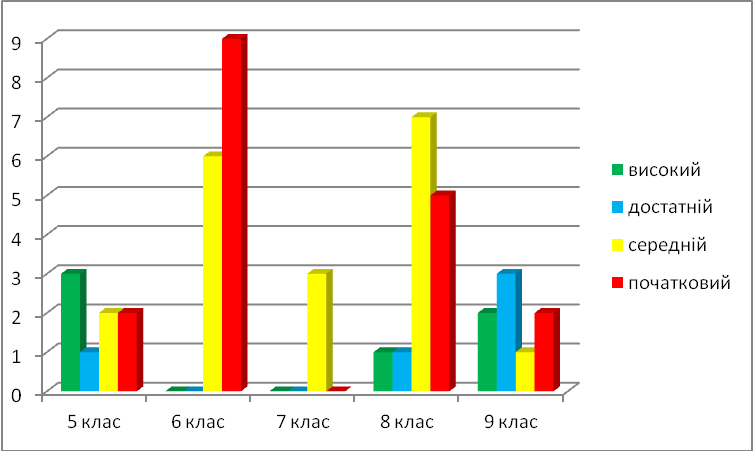 9
8
7
6
5
4
3
2
1
0
5 клас
6 клас
7 клас
8 клас
9 клас
високий
достатній
середній
початковий